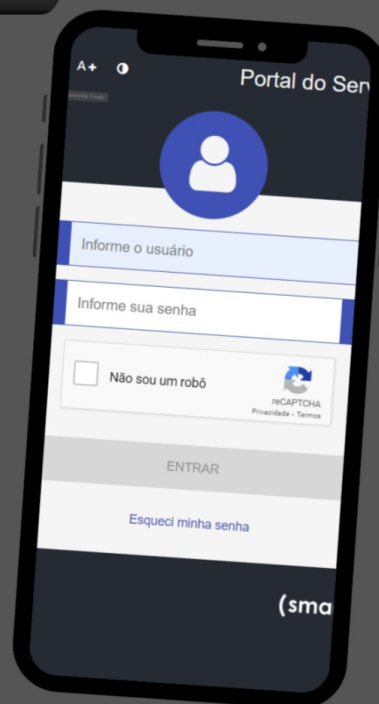 A+
Portal do Ser
Informe o usuário
Informe sua senha
Não sou um robô
reCAPTCHA
Privacidade - Termos
ENTRAR
Esqueci minha senha
(sma